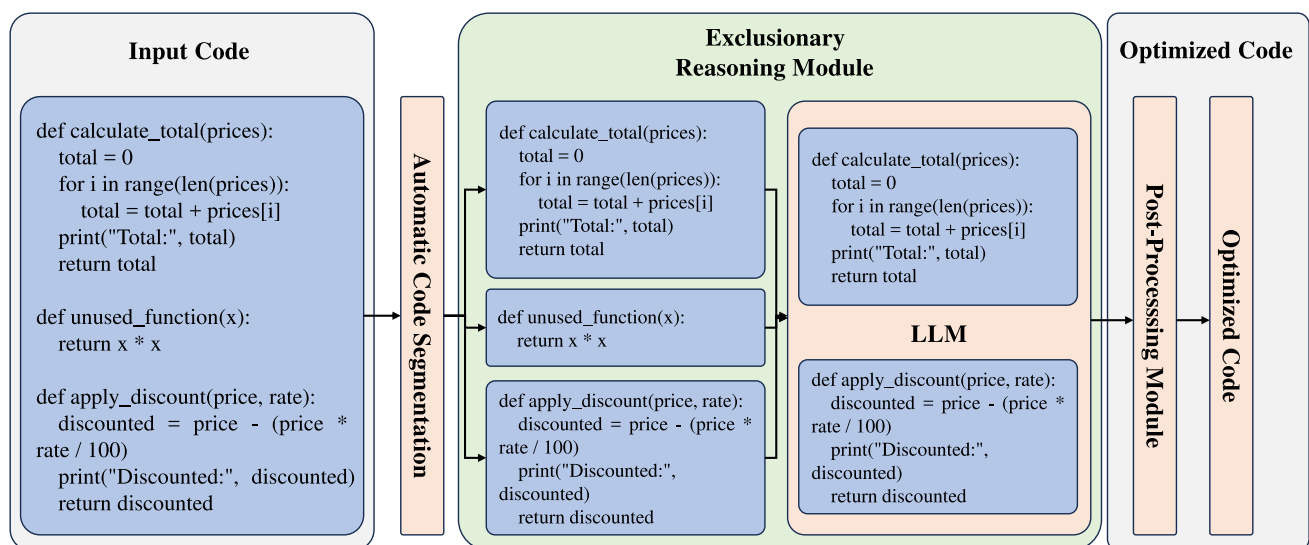 Input Code
def calculate_total(prices):
total = 0
for i in range(len(prices)):
total = total + prices[i]
print("Total:", total)
return total
def unused_function(x):
return x * x
def apply_discount(price, rate):
discounted = price - (price *
rate / 100)
print("Discounted:", discounted)
return discounted
Automatic Code Segmentation
Exclusionary
Reasoning Module
def calculate_total(prices):
total = 0
for i in range(len(prices)):
total = total + prices[i]
print("Total:", total)
return total
def unused_function(x):
return x * x
def apply_discount(price, rate):
discounted = price - (price *
rate / 100)
print("Discounted:",
discounted)
return discounted
def calculate_total(prices):
total = 0
for i in range(len(prices)):
total = total + prices[i]
print("Total:", total)
return total
LLM
def apply_discount(price, rate):
discounted = price - (price *
rate / 100)
print("Discounted:",
discounted)
return discounted
Optimized Code
Post-Processsing Module
Optimized Code